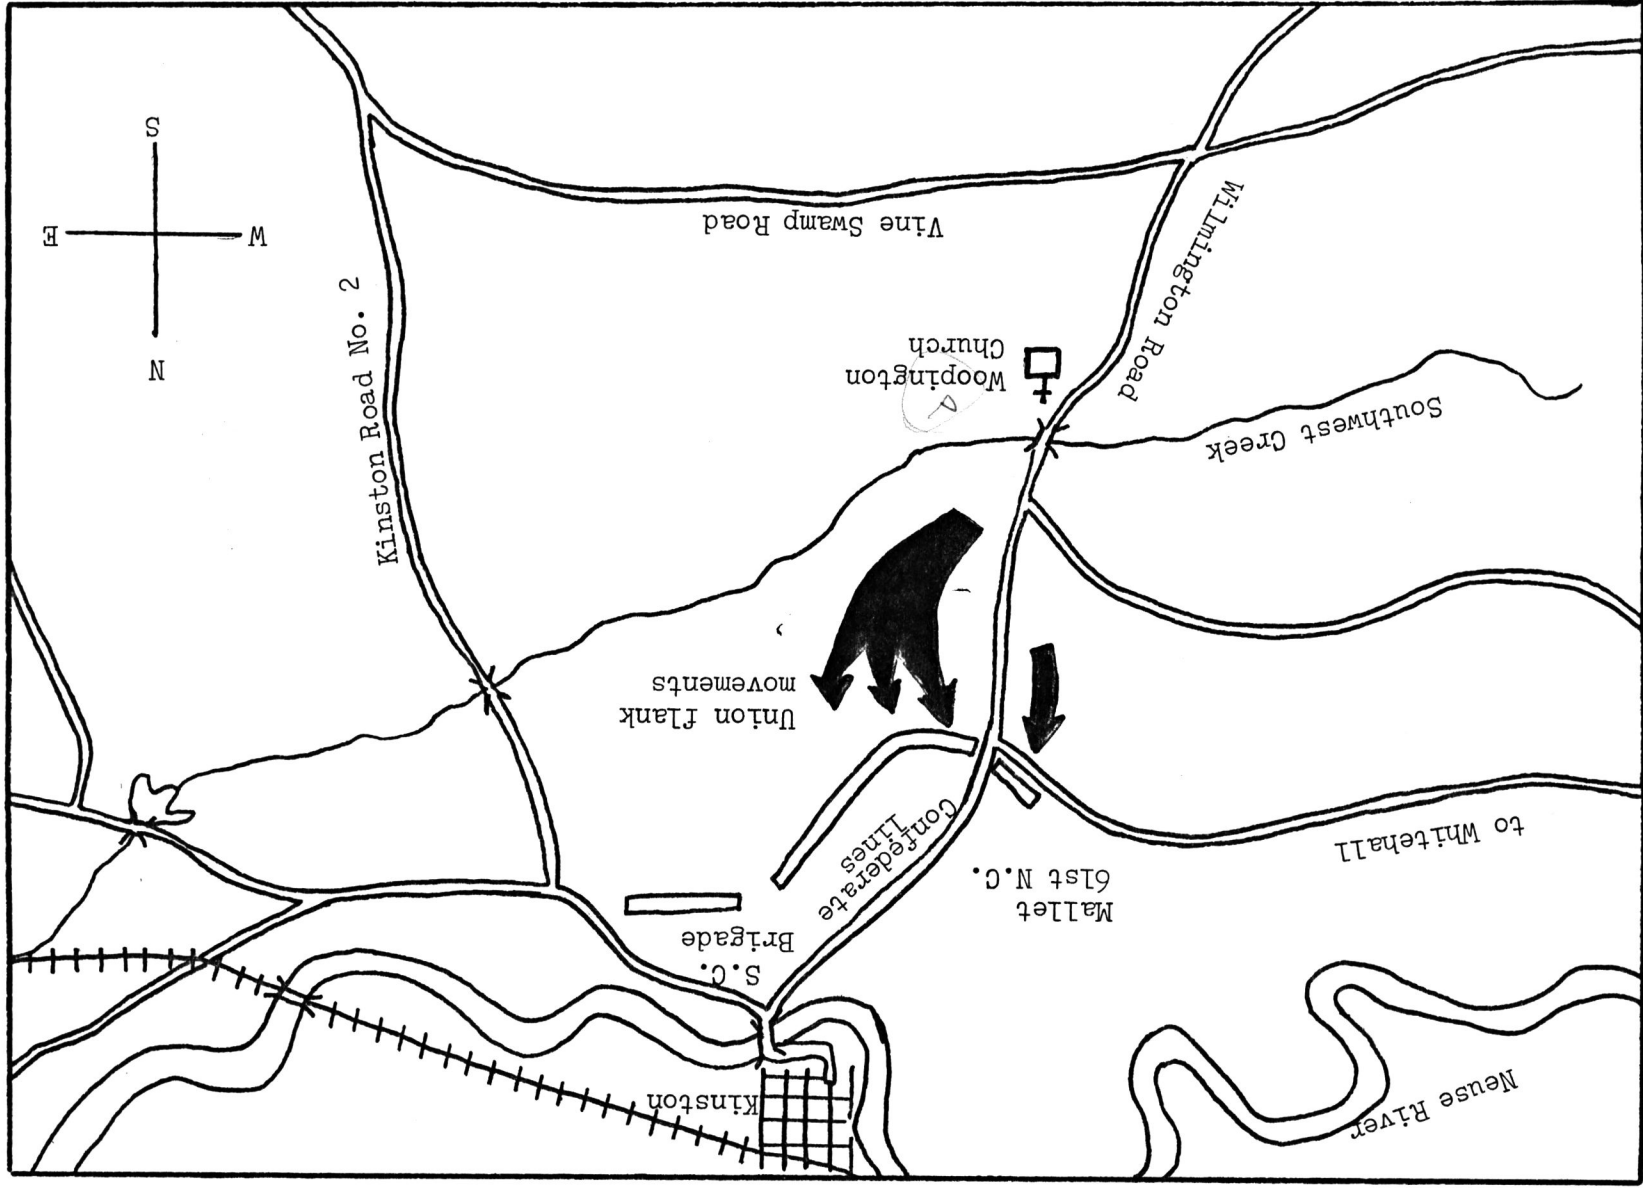 Neuse River
Kinston
S.C.
Brigade
Mallet
61st N.C.
to Whitehall
Confederate
lines
Union flank
movements
Southwest Creek
Woopington
Church
Wilmington Road
Kinston Road No. 2
Vine Swamp Road
N
W
E
S